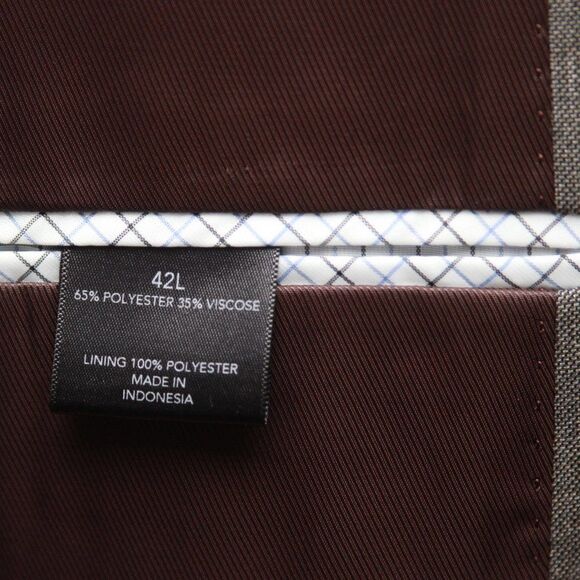 42L
65% POLYESTER 35% VISCOSE
LINING 100% POLYESTER
MADE IN
INDONESIA